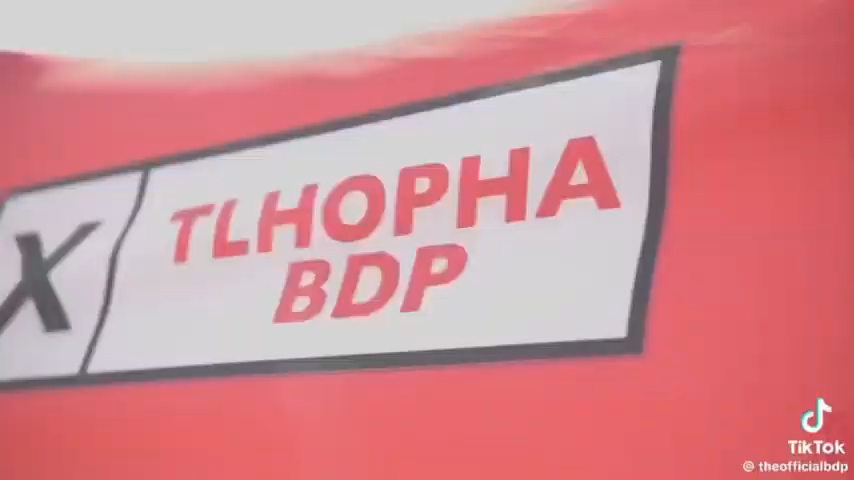 X
TLHOPHA
BDP
TikTok
@ theofficialbdp